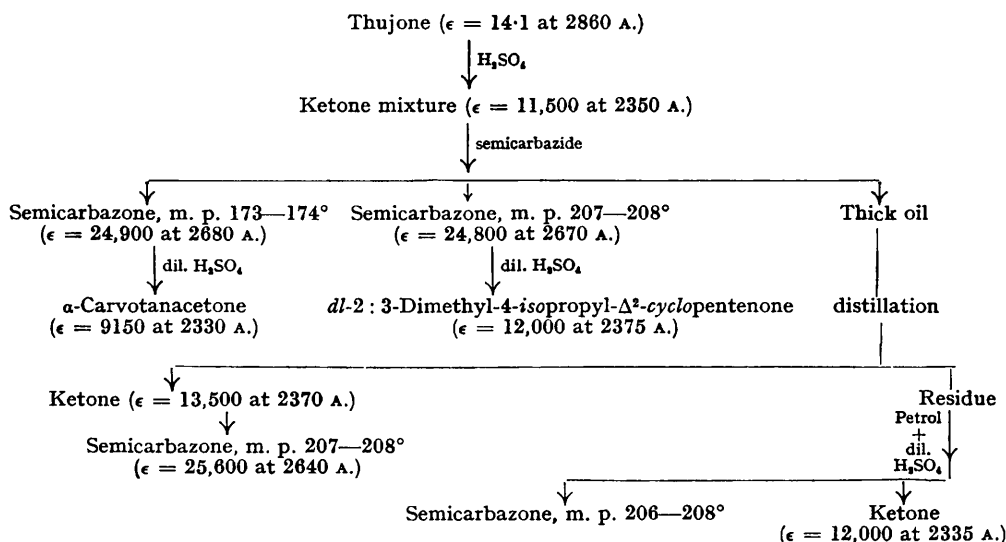 Thujone (ϵ = 14·1 at 2860 A.)
H₂SO₄
Ketone mixture (ϵ = 11,500 at 2350 A.)
semicarbazide
Semicarbazone, m. p. 173—174°
(ϵ = 24,900 at 2680 A.)
Semicarbazone, m. p. 207—208°
(ϵ = 24,800 at 2670 A.)
Thick oil
dil. H₂SO₄
dil. H₂SO₄
α-Carvotanacetone
(ϵ = 9150 at 2330 A.)
dl-2 : 3-Dimethyl-4-isopropyl-Δ²-cyclopentenone
(ϵ = 12,000 at 2375 A.)
distillation
Ketone (ϵ = 13,500 at 2370 A.)
Residue
Petrol
+
dil.
H₂SO₄
Semicarbazone, m. p. 207—208°
(ϵ = 25,600 at 2640 A.)
Semicarbazone, m. p. 206—208°
Ketone
(ϵ = 12,000 at 2335 A.)